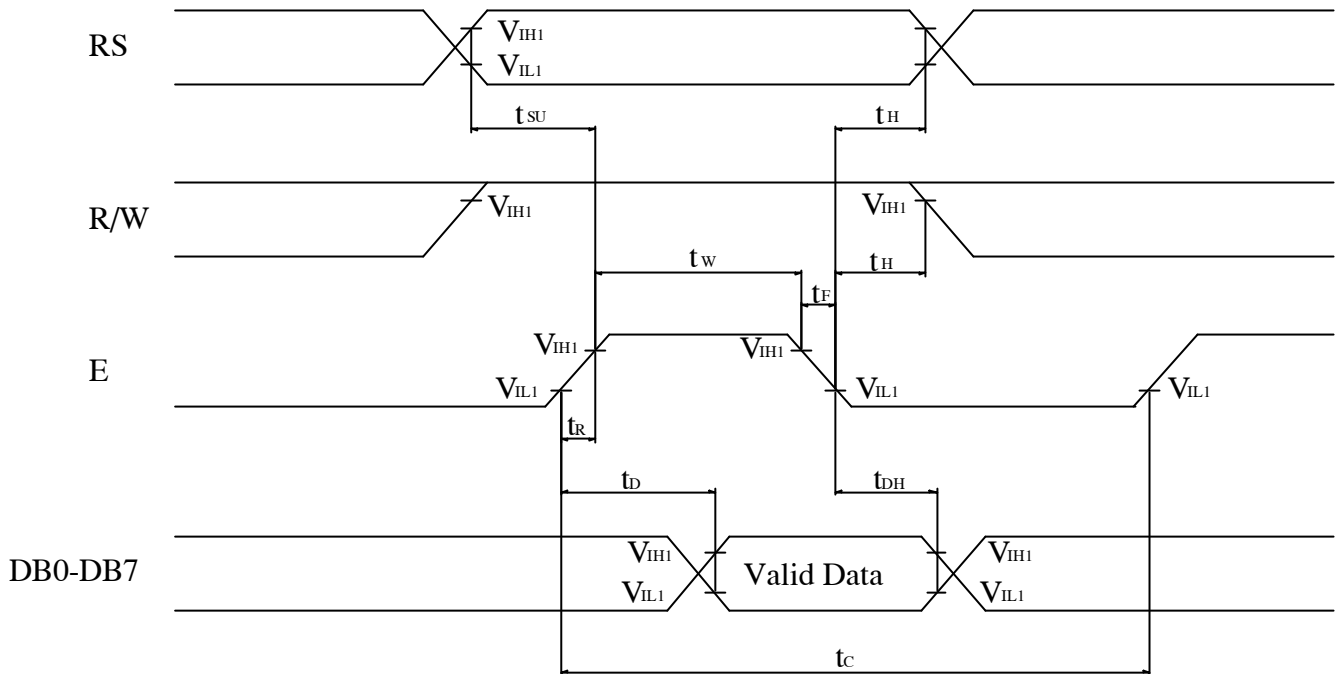 RS
VIH1
VIL1
tSU
tH
R/W
VIH1
VIH1
tW
tH
tF
E
VIH1
VIH1
VIL1
VIL1
VIL1
tR
tD
tDH
DB0-DB7
VIH1
VIL1
Valid Data
VIH1
VIL1
tC